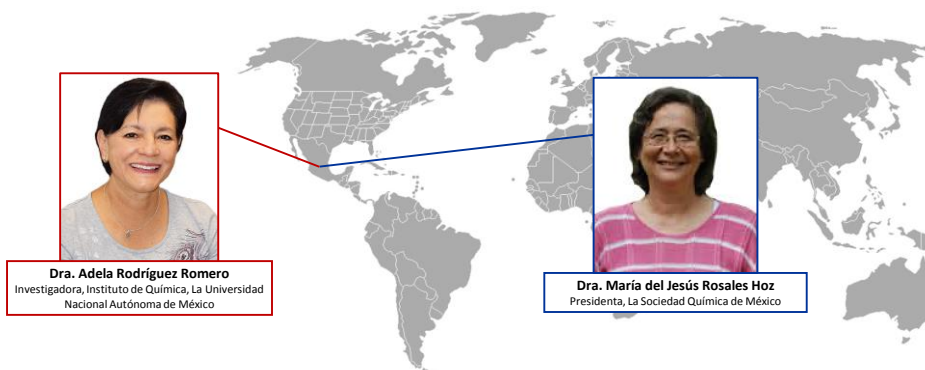 Dra. Adela Rodríguez Romero
Investigadora, Instituto de Química, La Universidad
Nacional Autónoma de México
Dra. María del Jesús Rosales Hoz
Presidenta, La Sociedad Química de México